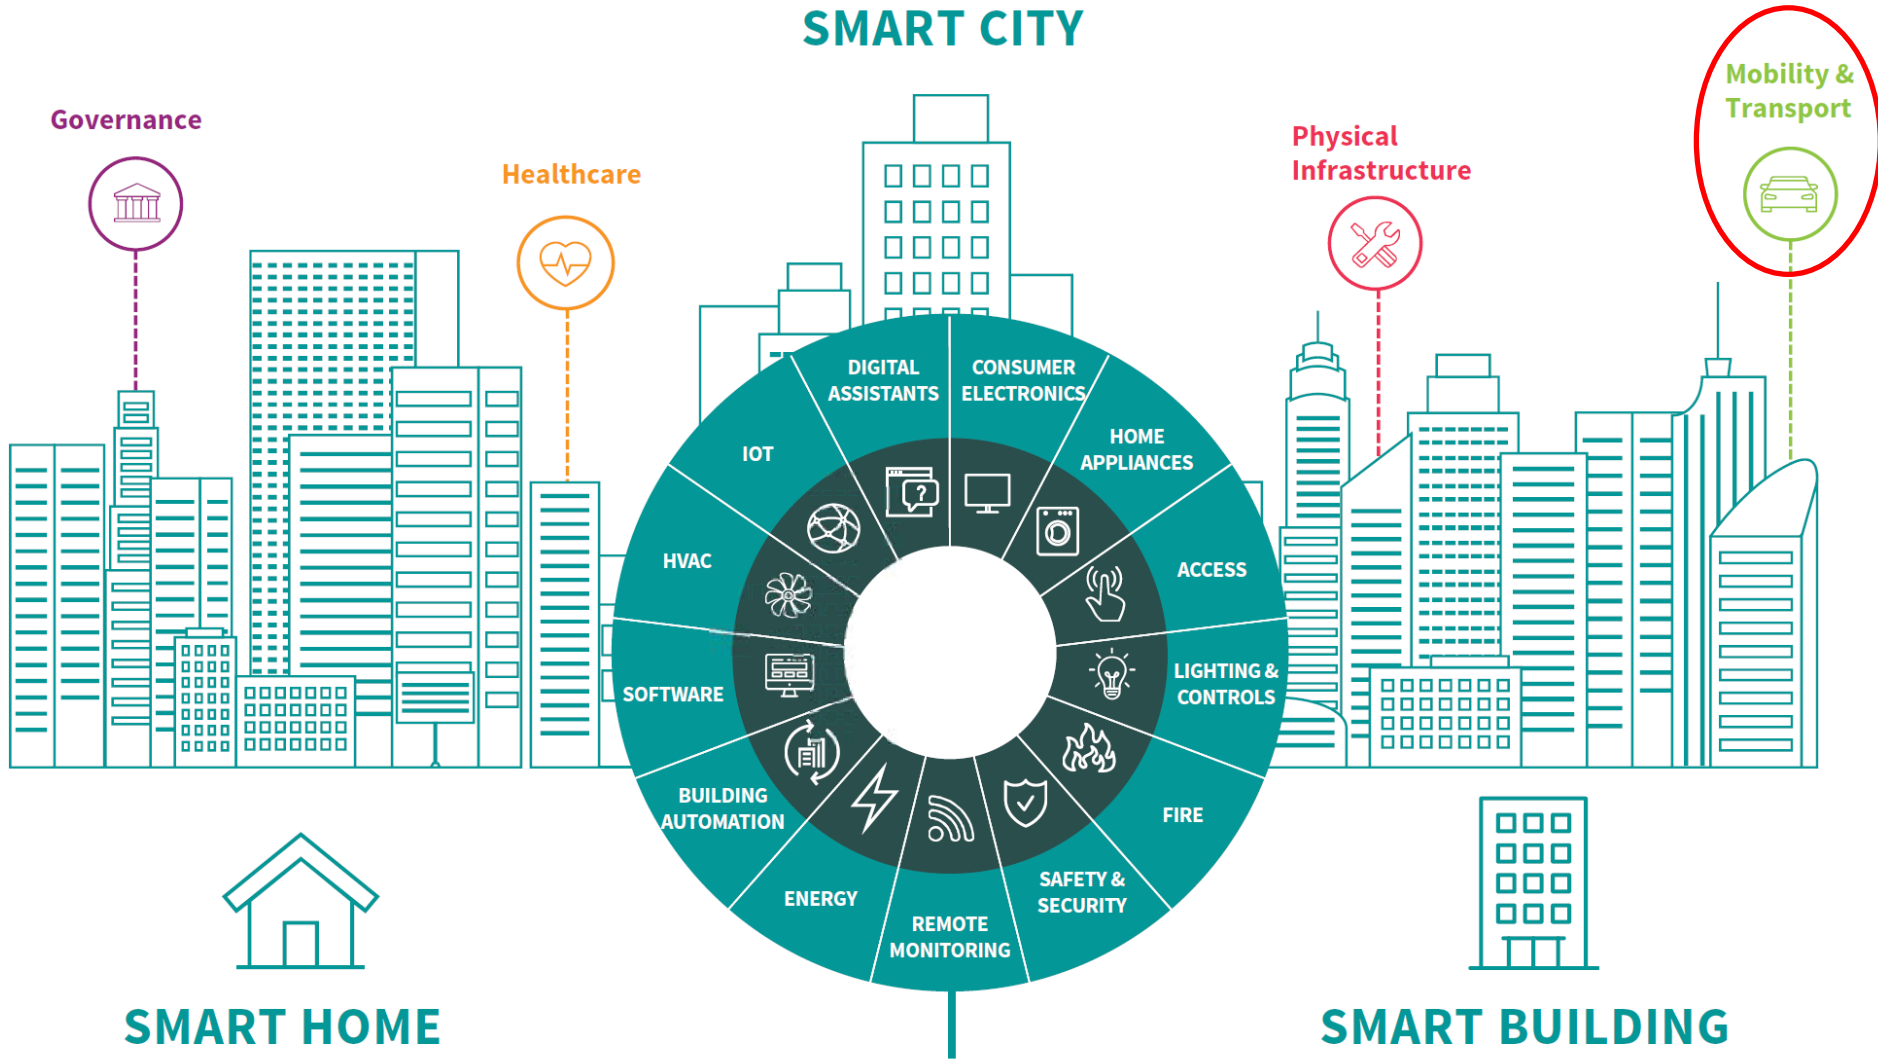 SMART CITY
Governance
Healthcare
Physical
Infrastructure
Mobility &
Transport
DIGITAL
ASSISTANTS
CONSUMER
ELECTRONICS
HOME
APPLIANCES
ACCESS
LIGHTING &
CONTROLS
FIRE
SAFETY &
SECURITY
REMOTE
MONITORING
ENERGY
BUILDING
AUTOMATION
SOFTWARE
HVAC
IOT
?
SMART HOME
SMART BUILDING